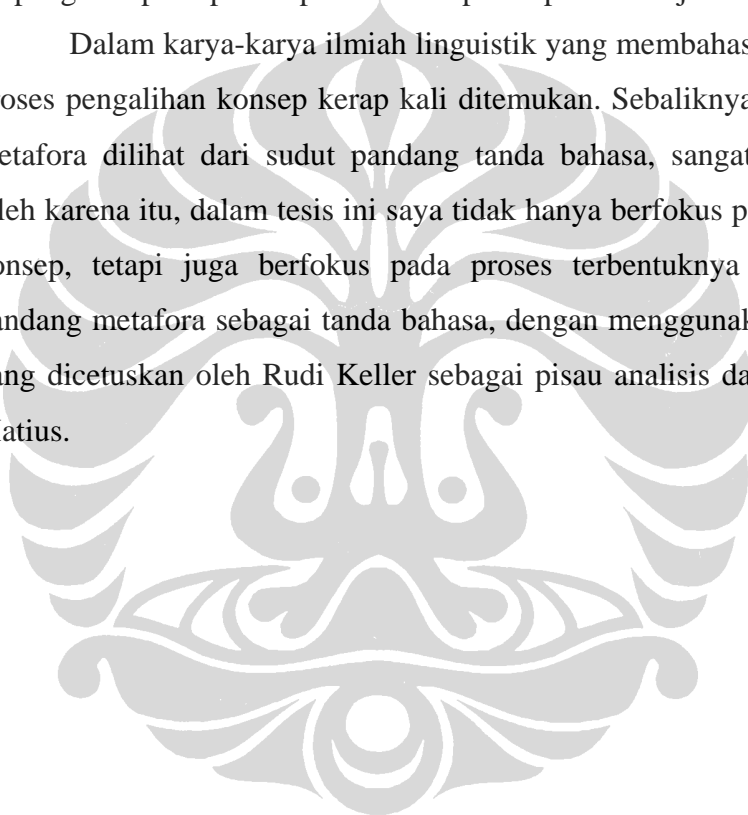 Dalam karya-karya ilmiah linguistik yang membahas
roses pengalihan konsep kerap kali ditemukan. Sebaliknya
etafora dilihat dari sudut pandang tanda bahasa, sangat
leh karena itu, dalam tesis ini saya tidak hanya berfokus p
onsep, tetapi juga berfokus pada proses terbentuknya
andang metafora sebagai tanda bahasa, dengan menggunak
ang dicetuskan oleh Rudi Keller sebagai pisau analisis da
atius.